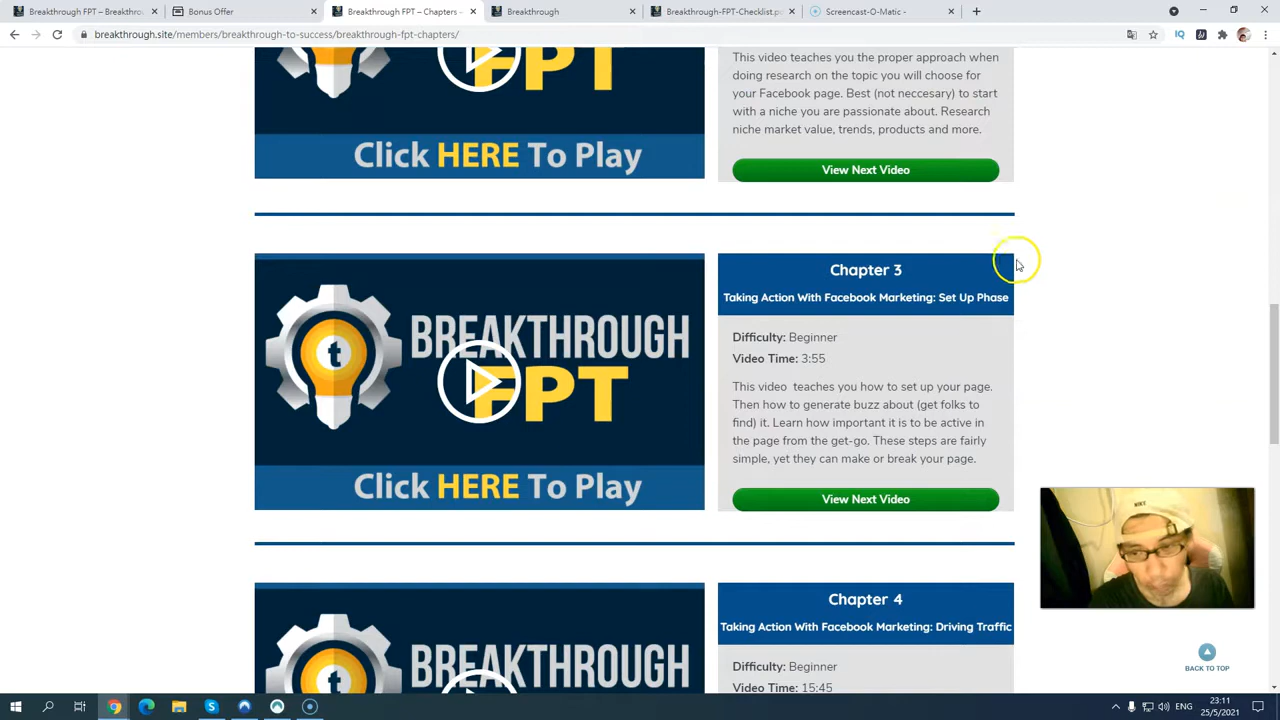 Breakthrough FPT – Breakthrou
Bonus Offer
Breakthrough FPT – Chapters -
Breakthrough
Breakthrough-FPT-Checklist.pd
Screencast-O-Matic -
breakthrough.site/members/breakthrough-to-success/breakthrough-fpt-chapters/
FPT
Click HERE To Play
This video teaches you the proper approach when
doing research on the topic you will choose for
your Facebook page. Best (not neccesary) to start
with a niche you are passionate about. Research
niche market value, trends, products and more.
View Next Video
t
BREAKTHROUGH
FPT
Click HERE To Play
Chapter 3
Taking Action With Facebook Marketing: Set Up Phase
Difficulty: Beginner
Video Time: 3:55
This video teaches you how to set up your page.
Then how to generate buzz about (get folks to
find) it. Learn how important it is to be active in
the page from the get-go. These steps are fairly
simple, yet they can make or break your page.
View Next Video
t
BREAKTHROUGH
Chapter 4
Taking Action With Facebook Marketing: Driving Traffic
Difficulty: Beginner
Video Time: 15:45
BACK TO TOP
ENG
23:11
25/5/2021